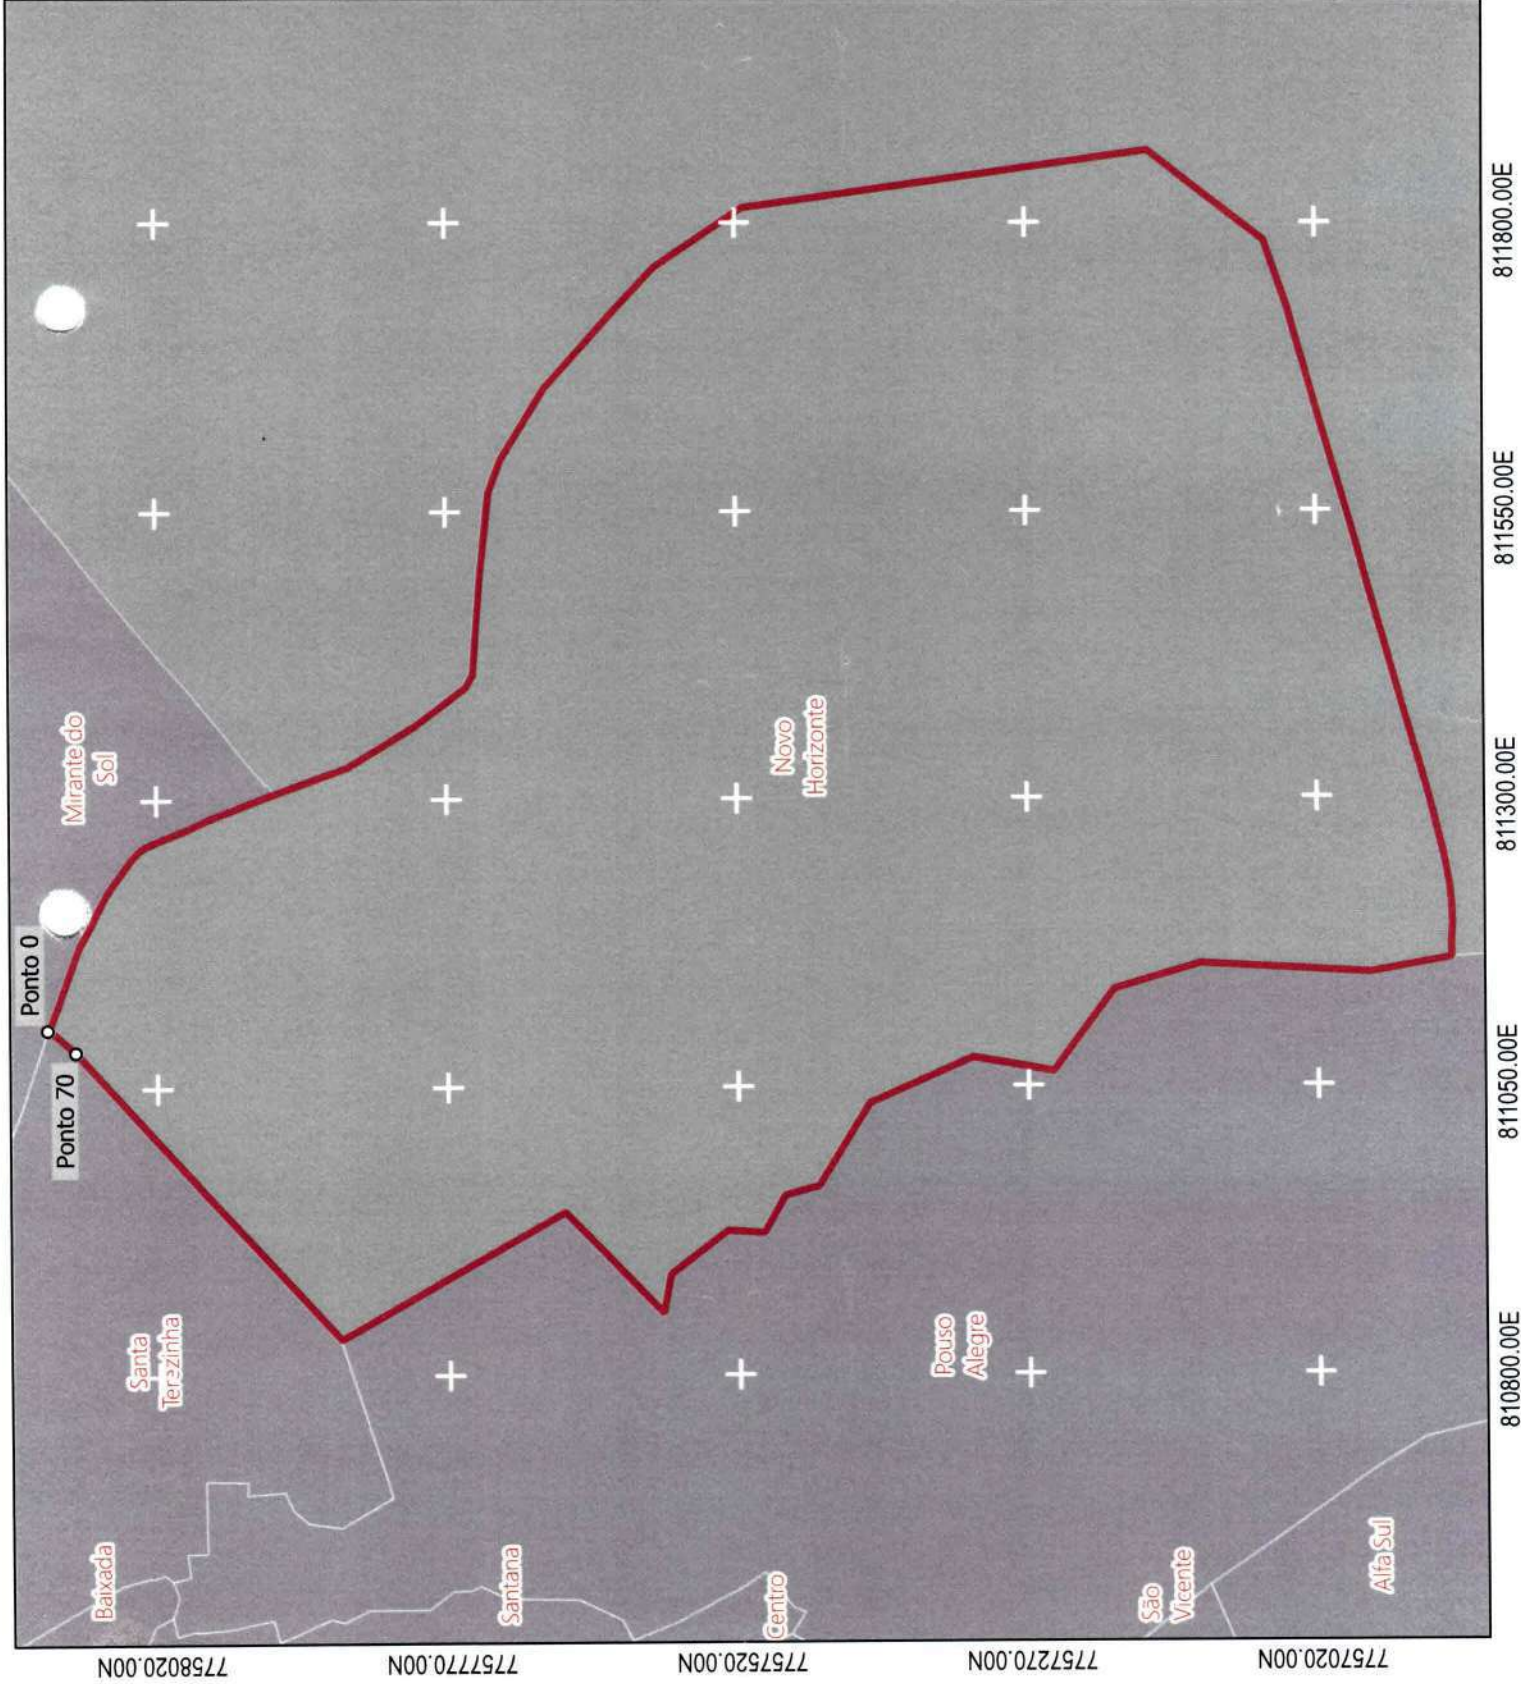 Ponto 0
Ponto 70
Mirante do
Sol
Santa
Terezinha
Baixada
Santana
Centro
Novo
Horizonte
Pouso
Alegre
São
Vicente
Alfa Sul
7758020.00N
7757770.00N
7757520.00N
7757270.00N
7757020.00N
810800.00E
811050.00E
811300.00E
811550.00E
811800.00E